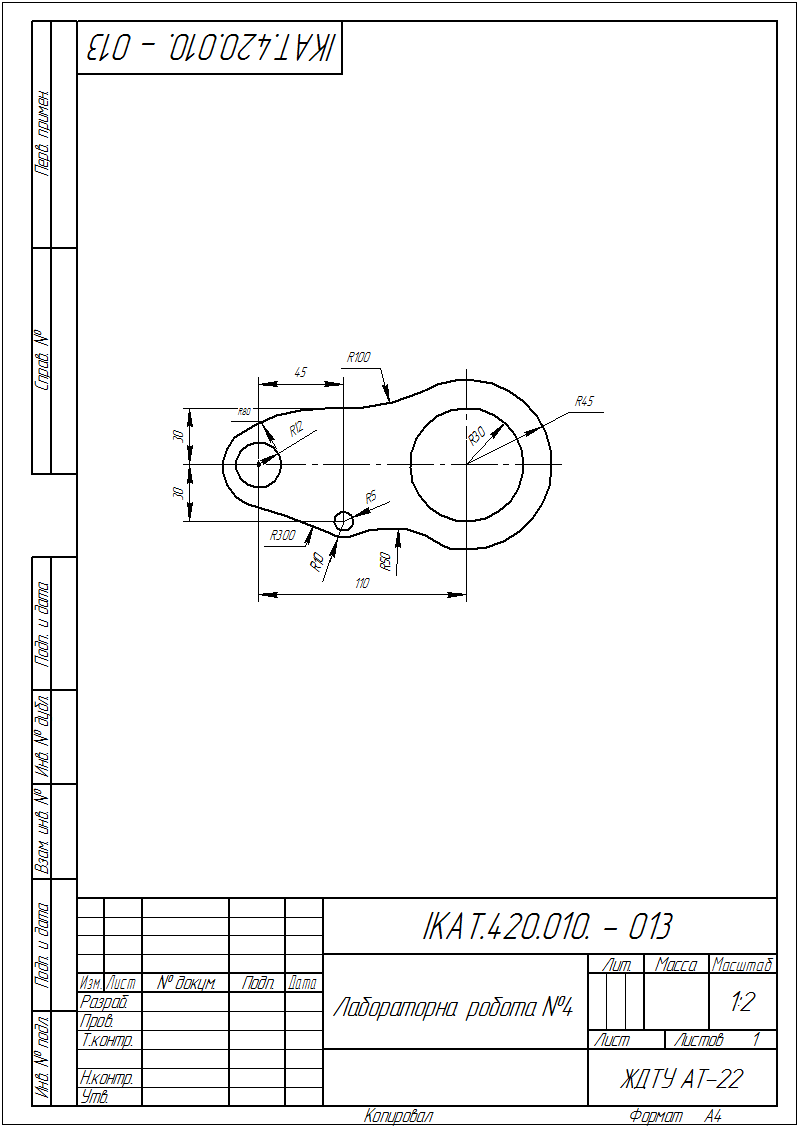 ІКАТ.420.010. - 013
Перв. примен.
Справ. №
Подп. и дата
Инв. № дубл.
Взам. инв. №
Подп. и дата
Инв. № подл.
45
R100
R45
R80
R12
R30
30
30
R5
R300
R10
R50
110
ІКАТ.420.010. - 013
Лит. Масса Масштаб
Изм. Лист № докум. Подп. Дата
Разраб.
Лабораторна робота №4
1:2
Пров.
Т.контр.
Лист Листов 1
Н.контр.
ЖДТУ АТ-22
Утв.
Копировал Формат А4